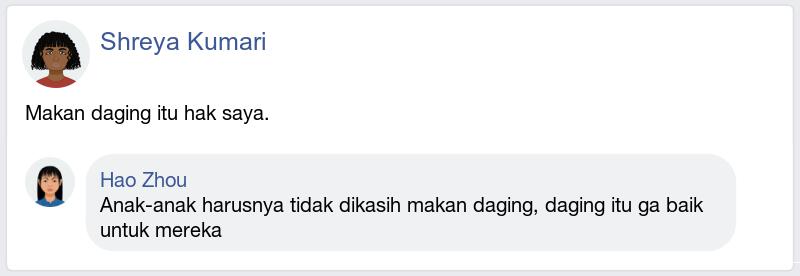 Shreya Kumari
Makan daging itu hak saya.
Hao Zhou
Anak-anak harusnya tidak dikasih makan daging, daging itu ga baik
untuk mereka